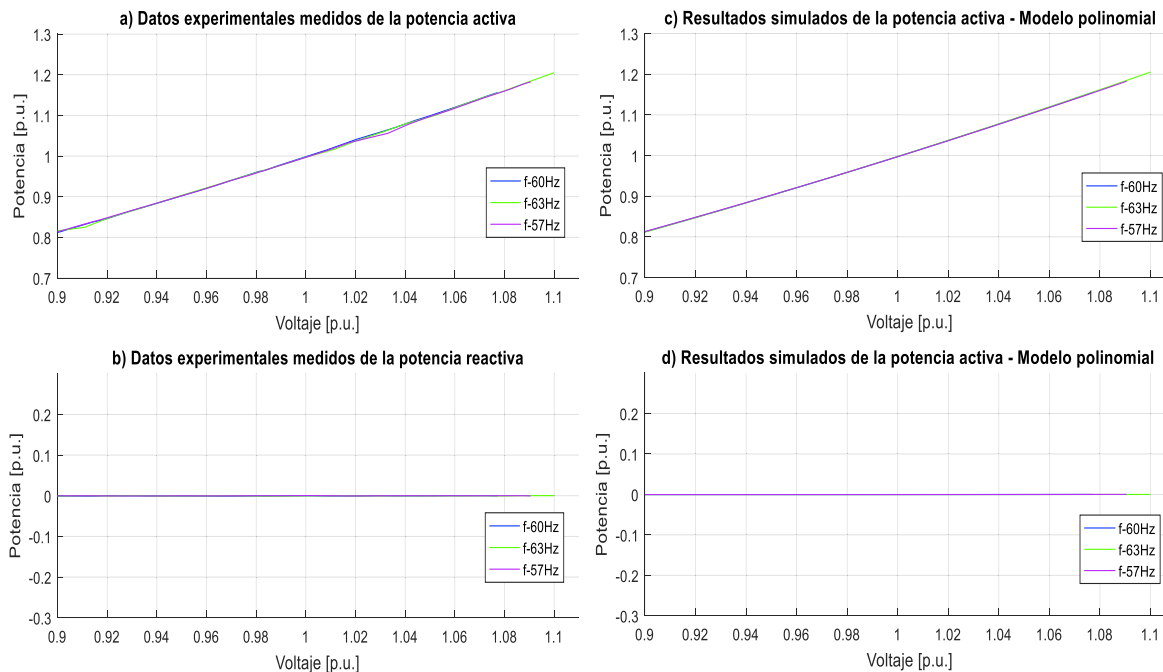 a) Datos experimentales medidos de la potencia activa
1.3
1.2
1.1
1
0.9
0.8
0.7
Potencia [p.u.]
f-60Hz
f-63Hz
f-57Hz
0.9 0.92 0.94 0.96 0.98 1 1.02 1.04 1.06 1.08 1.1
Voltaje [p.u.]
c) Resultados simulados de la potencia activa - Modelo polinomial
1.3
1.2
1.1
1
0.9
0.8
0.7
Potencia [p.u.]
f-60Hz
f-63Hz
f-57Hz
0.9 0.92 0.94 0.96 0.98 1 1.02 1.04 1.06 1.08 1.1
Voltaje [p.u.]
b) Datos experimentales medidos de la potencia reactiva
0.2
0.1
0
-0.1
-0.2
-0.3
Potencia [p.u.]
f-60Hz
f-63Hz
f-57Hz
0.9 0.92 0.94 0.96 0.98 1 1.02 1.04 1.06 1.08 1.1
Voltaje [p.u.]
d) Resultados simulados de la potencia activa - Modelo polinomial
0.2
0.1
0
-0.1
-0.2
-0.3
Potencia [p.u.]
f-60Hz
f-63Hz
f-57Hz
0.9 0.92 0.94 0.96 0.98 1 1.02 1.04 1.06 1.08 1.1
Voltaje [p.u.]